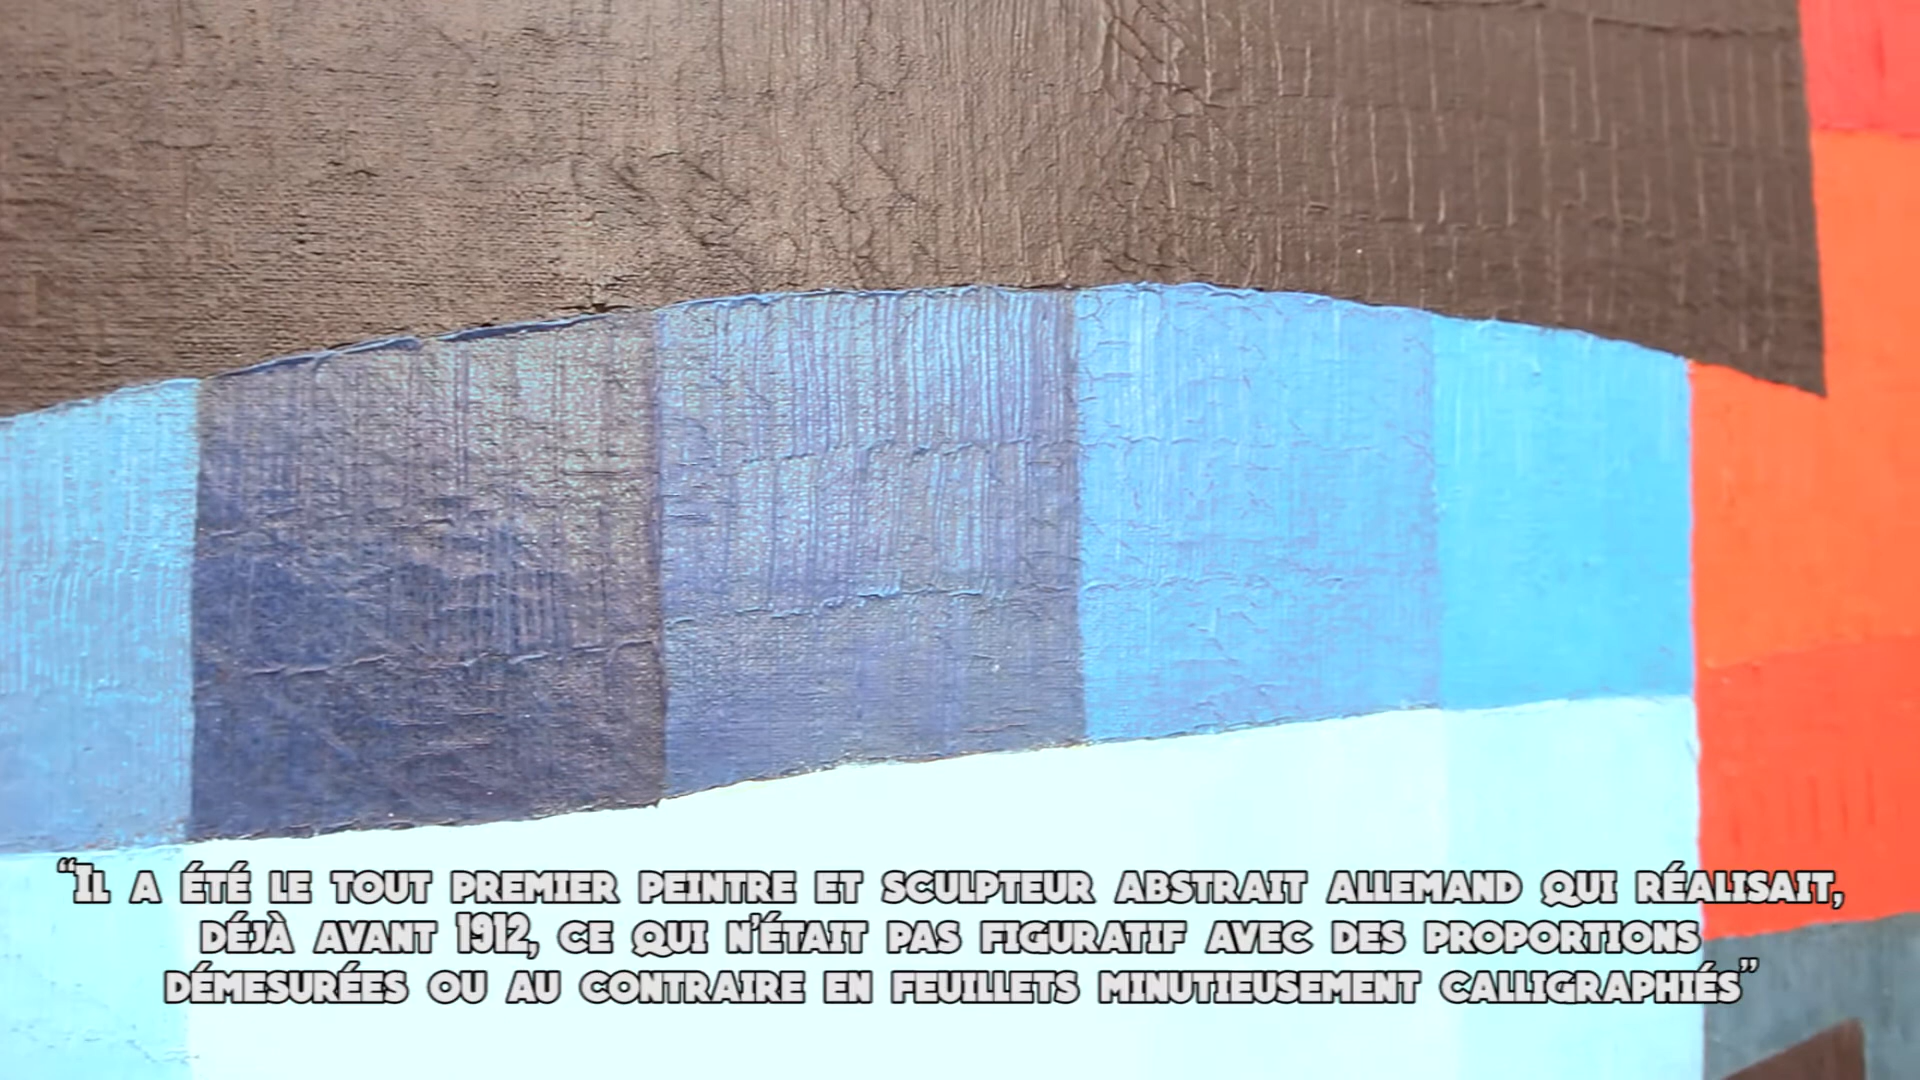 “Il a été le tout premier peintre et sculpteur abstrait allemand qui réalisait,
déjà avant 1912, ce qui n’était pas figuratif avec des proportions
démesurées ou au contraire en feuillets minutieusement calligraphiés”